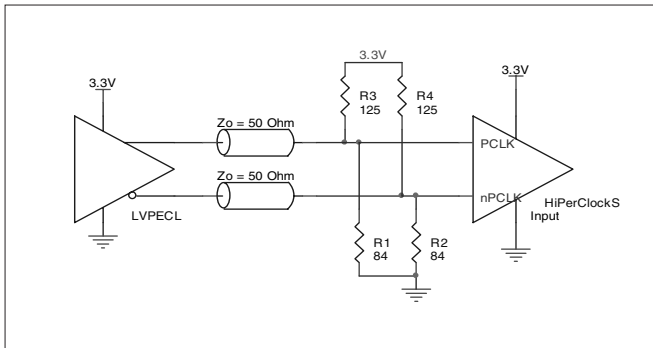 3.3V
3.3V
3.3V
R3
125
R4
125
Zo = 50 Ohm
PCLK
Zo = 50 Ohm
nPCLK
HiPerClockS
Input
LVPECL
R1
84
R2
84